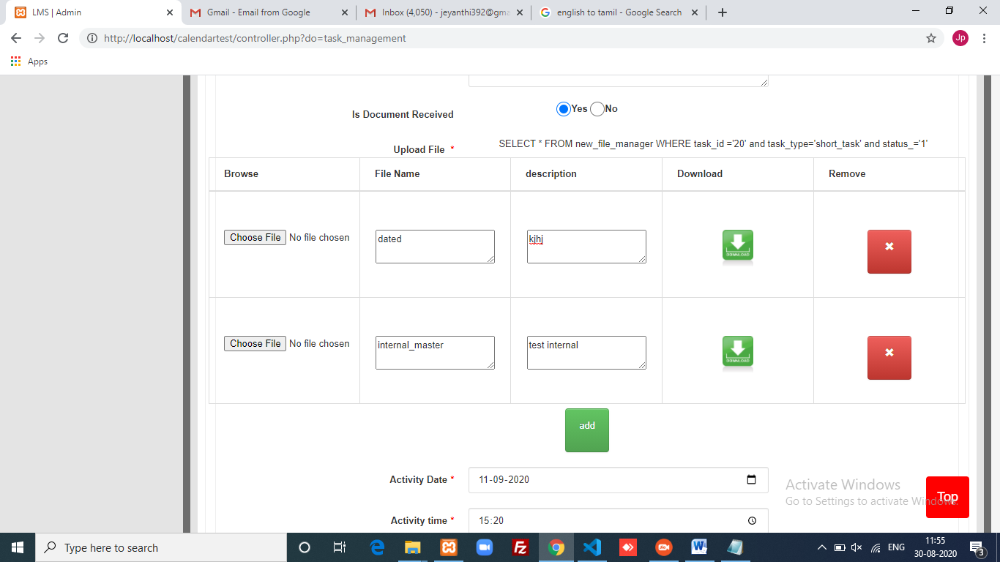 LMS | Admin
Gmail - Email from Google
Inbox (4,050) - jeyanthi392@gma
english to tamil - Google Search
http://localhost/calendartest/controller.php?do=task_management
Jp
Apps
Is Document Received
Yes No
Upload File *
SELECT * FROM new_file_manager WHERE task_id ='20' and task_type='short_task' and status_='1'
Browse File Name description Download Remove
Choose File No file chosen dated kjhj DOWNLOAD
Choose File No file chosen internal_master test internal DOWNLOAD
add
Activity Date * 11-09-2020
Activate Windows
Go to Settings to activate Windows.
Top
Activity time * 15:20
Type here to search
ENG
11:55
30-08-2020
3